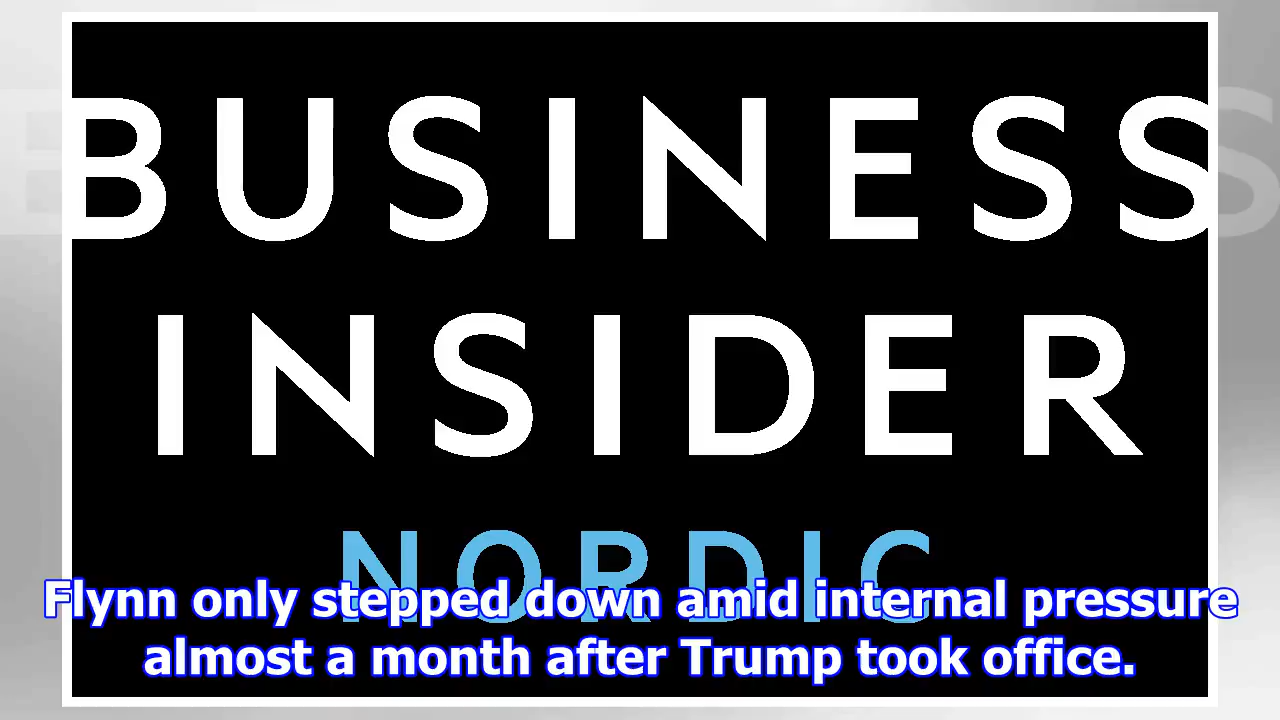 BUSINESS
INSIDER
NORDIC
Flynn only stepped down amid internal pressure
almost a month after Trump took office.